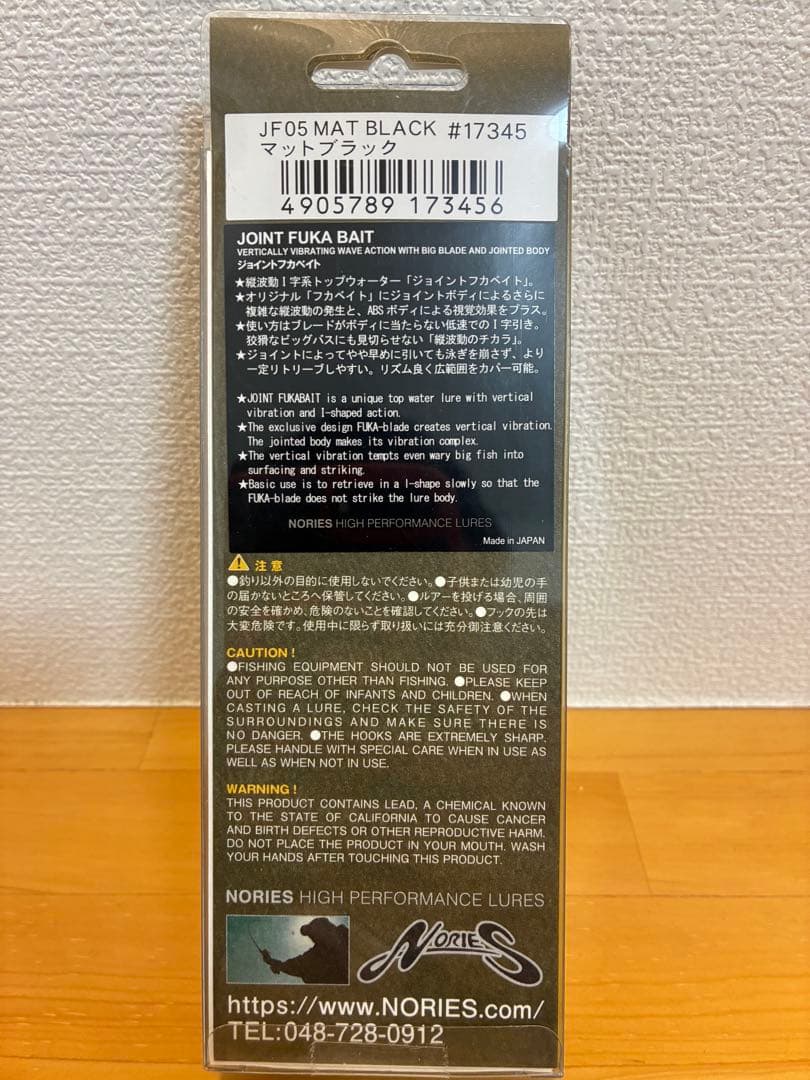 JF05 MAT BLACK #17345
マットブラック
4905789 173456
JOINT FUKA BAIT
VERTICALLY VIBRATING WAVE ACTION WITH BIG BLADE AND JOINTED BODY
ジョイントフカベイト
★縦波動I字系トップウォーター「ジョイントフカベイト」。
★オリジナル「フカベイト」にジョイントボディによるさらに
複雑な縦波動の発生と、ABSボディによる視覚効果をプラス。
★使い方はブレードがボディに当たらない低速でのI字引き。
狡猾なビッグバスにも見切らせない「縦波動のチカラ」。
★ジョイントによってやや早めに引いても泳ぎを崩さず、より
一定リトリーブしやすい。リズム良く広範囲をカバー可能。
★JOINT FUKABAIT is a unique top water lure with vertical
vibration and I-shaped action.
★The exclusive design FUKA-blade creates vertical vibration.
The jointed body makes its vibration complex.
★The vertical vibration tempts even wary big fish into
surfacing and striking.
★Basic use is to retrieve in a I-shape slowly so that the
FUKA-blade does not strike the lure body.
NORIES HIGH PERFORMANCE LURES
Made in JAPAN
注意
●釣り以外の目的に使用しないでください。●子供または幼児の手
の届かないところへ保管してください。●ルアーを投げる場合、周囲
の安全を確かめ、危険のないことを確認してください。●フックの先は
大変危険です。使用中に限らず取り扱いには充分御注意ください。
CAUTION!
●FISHING EQUIPMENT SHOULD NOT BE USED FOR
ANY PURPOSE OTHER THAN FISHING. ●PLEASE KEEP
OUT OF REACH OF INFANTS AND CHILDREN. ●WHEN
CASTING A LURE, CHECK THE SAFETY OF THE
SURROUNDINGS AND MAKE SURE THERE IS
NO DANGER. ●THE HOOKS ARE EXTREMELY SHARP.
PLEASE HANDLE WITH SPECIAL CARE WHEN IN USE AS
WELL AS WHEN NOT IN USE.
WARNING!
THIS PRODUCT CONTAINS LEAD, A CHEMICAL KNOWN
TO THE STATE OF CALIFORNIA TO CAUSE CANCER
AND BIRTH DEFECTS OR OTHER REPRODUCTIVE HARM.
DO NOT PLACE THE PRODUCT IN YOUR MOUTH. WASH
YOUR HANDS AFTER TOUCHING THIS PRODUCT.
NORIES HIGH PERFORMANCE LURES
NORIES
https://www.NORIES.com/
TEL:048-728-0912